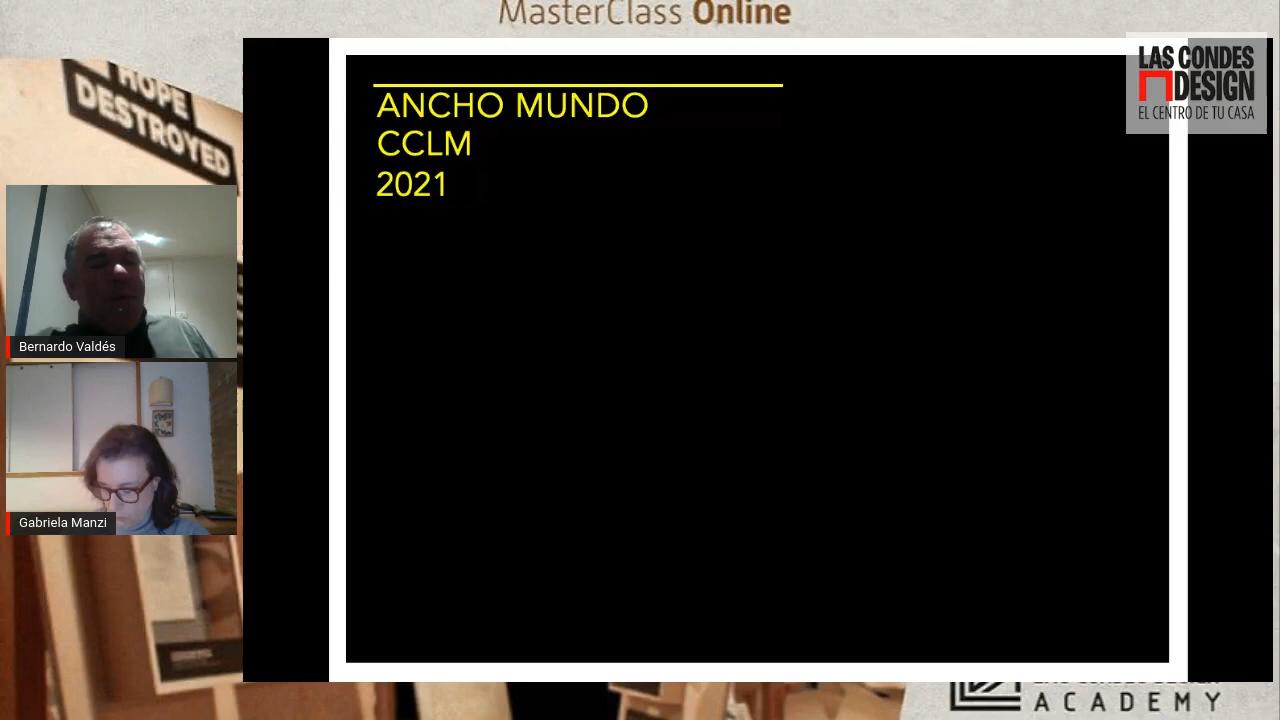 MasterClass Online
HOPE
DESTROYED
LAS CONDES
DESIGN
EL CENTRO DE TU CASA
ANCHO MUNDO
CCLM
2021
Bernardo Valdés
Gabriela Manzi
ACADEMY